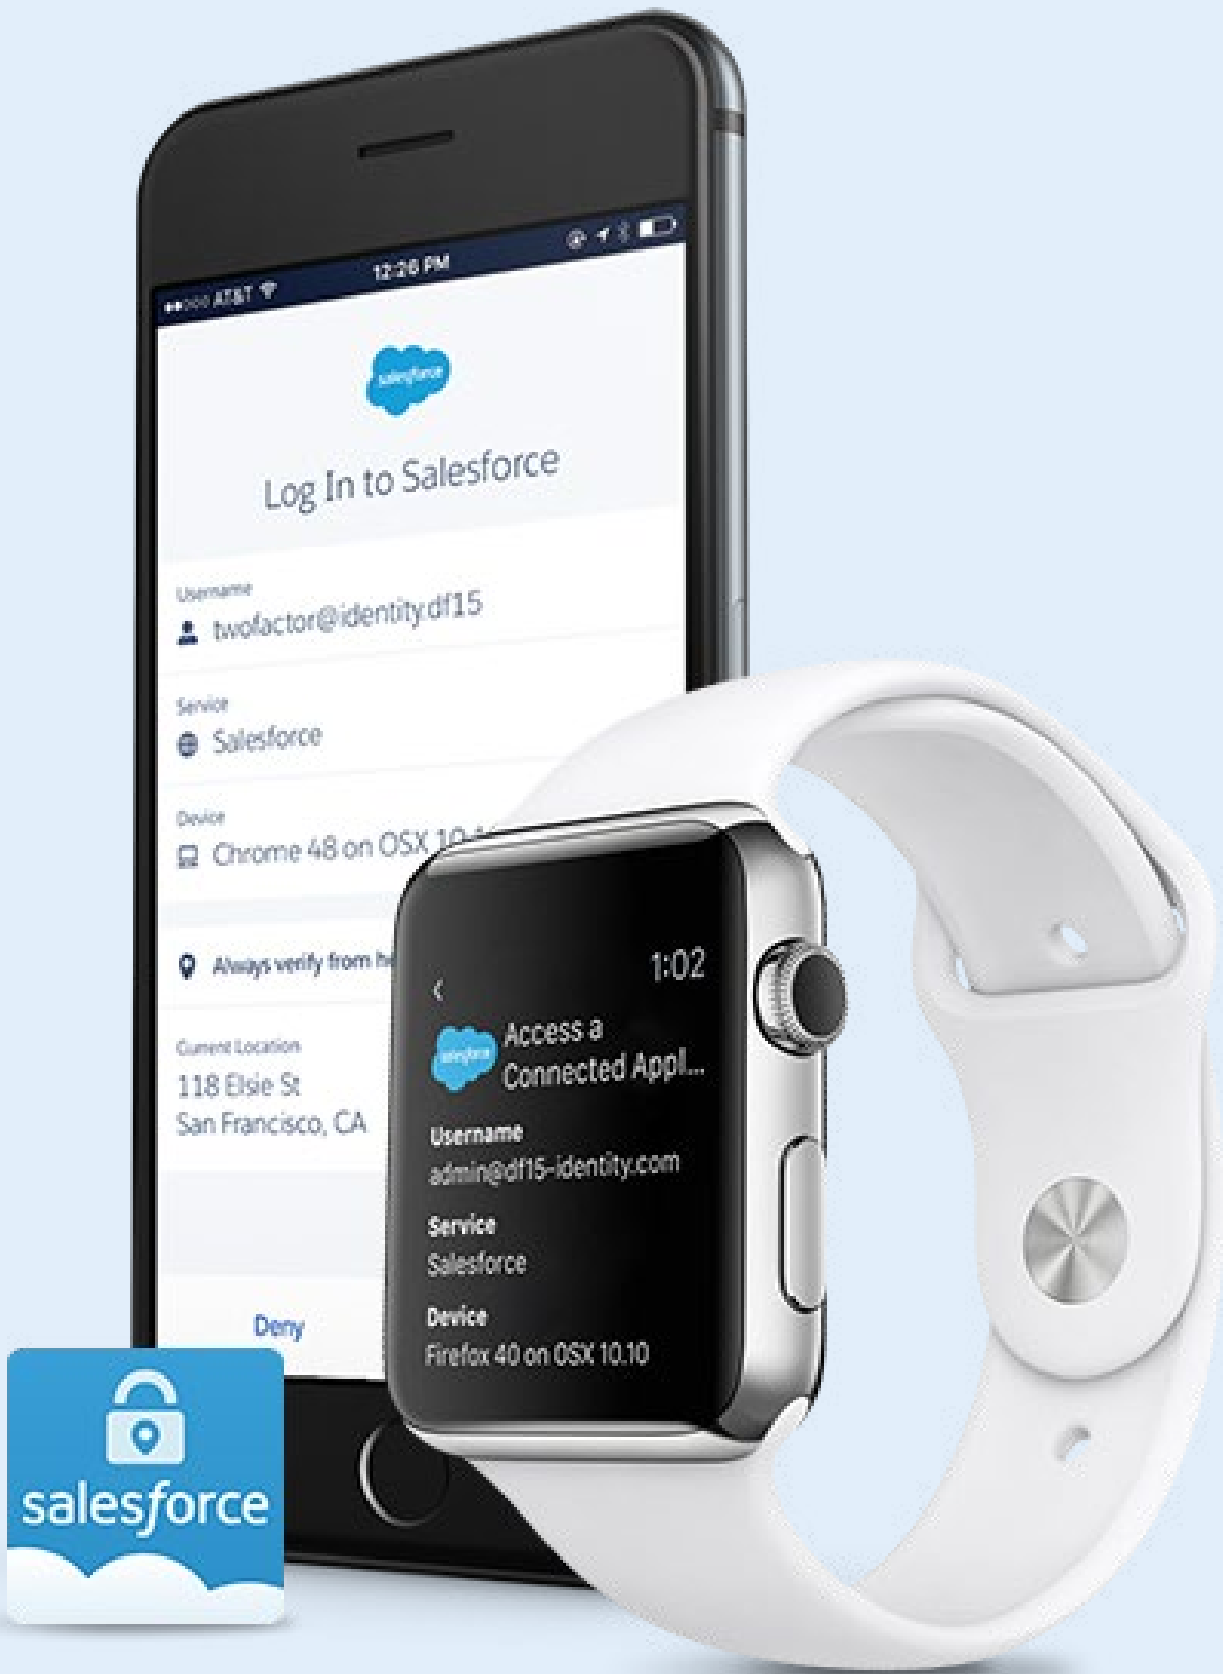 AT&T
12:26 PM
salesforce
Log In to Salesforce
Username
twofactor@identity.df15
Service
Salesforce
Device
Chrome 48 on OSX
Always verify from
Current Location
118 Elsie St
San Francisco, CA
Deny
1:02
salesforce
Access a
Connected Appl...
Username
admin@df15-identity.com
Service
Salesforce
Device
Firefox 40 on OSX 10.10
salesforce